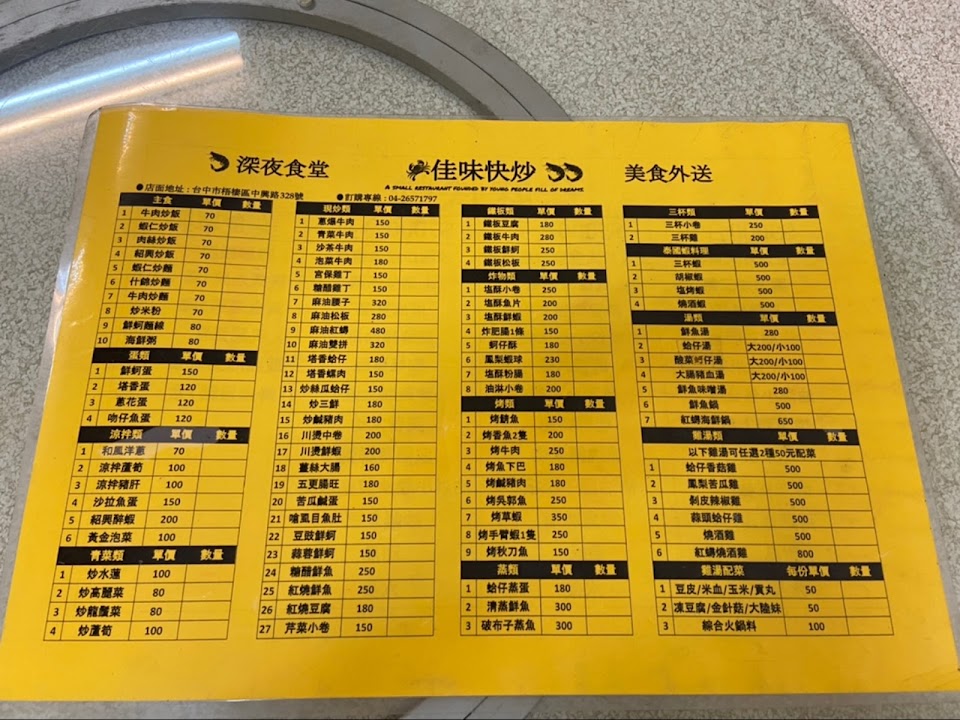 深夜食堂
佳味快炒
美食外送
A SMALL RESTAURANT FOUNDED BY YOUNG PEOPLE FILL OF DREAMS.
●店面地址：台中市梧棲區中興路328號
●訂購專線：04-26571797
主食 單價 數量
1 牛肉炒飯 70
2 蝦仁炒飯 70
3 肉絲炒飯 70
4 紹興炒飯 70
5 蝦仁炒麵 70
6 什錦炒麵 70
7 牛肉炒麵 70
8 炒米粉 70
9 鮮蚵麵線 80
10 海鮮粥 80
蛋類 單價 數量
1 鮮蚵蛋 150
2 塔香蛋 120
3 蔥花蛋 120
4 吻仔魚蛋 120
涼拌類 單價 數量
1 和風洋蔥 70
2 涼拌蘆筍 100
3 涼拌豬肝 100
4 沙拉魚蛋 150
5 紹興醉蝦 200
6 黃金泡菜 100
青菜類 單價 數量
1 炒水蓮 100
2 炒高麗菜 80
3 炒龍鬚菜 80
4 炒蘆筍 100
現炒類 單價 數量
1 蔥爆牛肉 150
2 青菜牛肉 150
3 沙茶牛肉 150
4 泡菜牛肉 180
5 宮保雞丁 150
6 糖醋雞丁 150
7 麻油腰子 320
8 麻油松板 280
9 麻油紅蟳 480
10 麻油雙拼 320
11 塔香蛤仔 180
12 塔香螺肉 150
13 炒絲瓜蛤仔 150
14 炒三鮮 180
15 炒鹹豬肉 180
16 川燙中卷 200
17 川燙鮮蝦 200
18 薑絲大腸 160
19 五更腸旺 180
20 苦瓜鹹蛋 150
21 嗆虱目魚肚 150
22 豆豉鮮蚵 150
23 蒜蓉鮮蚵 150
24 糖醋鮮魚 250
25 紅燒鮮魚 250
26 紅燒豆腐 180
27 芹菜小卷 150
鐵板類 單價 數量
1 鐵板豆腐 180
2 鐵板牛肉 280
3 鐵板鮮蚵 250
4 鐵板松板 250
炸物類 單價 數量
1 塩酥小卷 250
2 塩酥魚片 200
3 塩酥鮮蝦 200
4 炸肥腸1條 150
5 蚵仔酥 180
6 鳳梨蝦球 230
7 塩酥粉腸 180
8 油淋小卷 200
烤類 單價 數量
1 烤鯖魚 150
2 烤香魚2隻 200
3 烤牛肉 250
4 烤魚下巴 180
5 烤鹹豬肉 180
6 烤吳郭魚 250
7 烤草蝦 350
8 烤手臂蝦1隻 250
9 烤秋刀魚 150
蒸類 單價 數量
1 蛤仔蒸蛋 180
2 清蒸鮮魚 300
3 破布子蒸魚 300
三杯類 單價 數量
1 三杯小卷 250
2 三杯雞 200
泰國蝦料理 單價 數量
1 三杯蝦 500
2 胡椒蝦 500
3 塩烤蝦 500
4 燒酒蝦 500
湯類 單價 數量
1 鮮魚湯 280
2 蛤仔湯 大200/小100
3 酸菜蚵仔湯 大200/小100
4 大腸豬血湯 大200/小100
5 鮮魚味噌湯 280
6 鮮魚鍋 500
7 紅蟳海鮮鍋 650
雞湯類 單價 數量
以下雞湯可任選2種50元配菜
1 蛤仔香菇雞 500
2 鳳梨苦瓜雞 500
3 剝皮辣椒雞 500
4 蒜頭蛤仔雞 500
5 燒酒雞 500
6 紅蟳燒酒雞 800
雞湯配菜 每份單價 數量
1 豆皮/米血/玉米/貢丸 50
2 凍豆腐/金針菇/大陸妹 50
3 綜合火鍋料 100